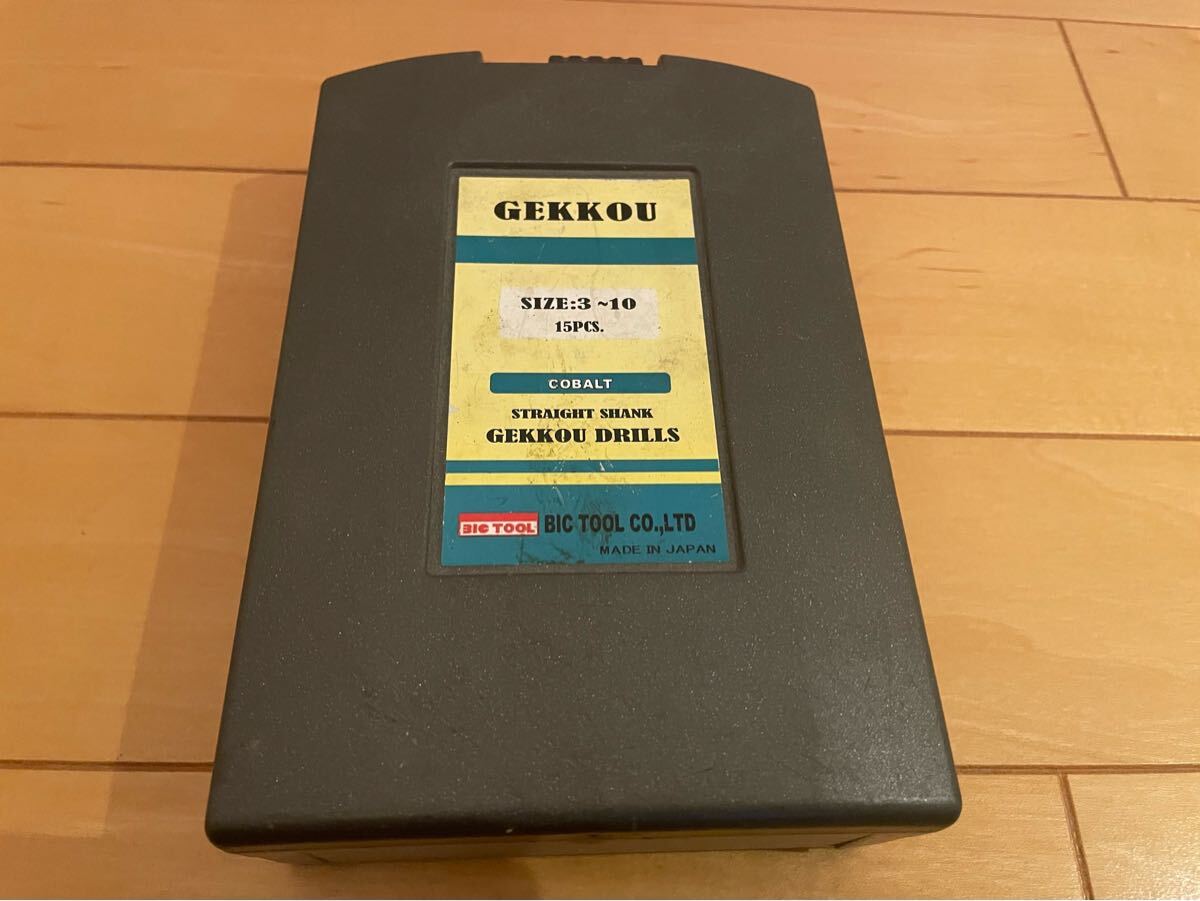 GEKKOU
SIZE:3~10
15PCS.
COBALT
STRAIGHT SHANK
GEKKOU DRILLS
BIC TOOL BIC TOOL CO.,LTD
MADE IN JAPAN